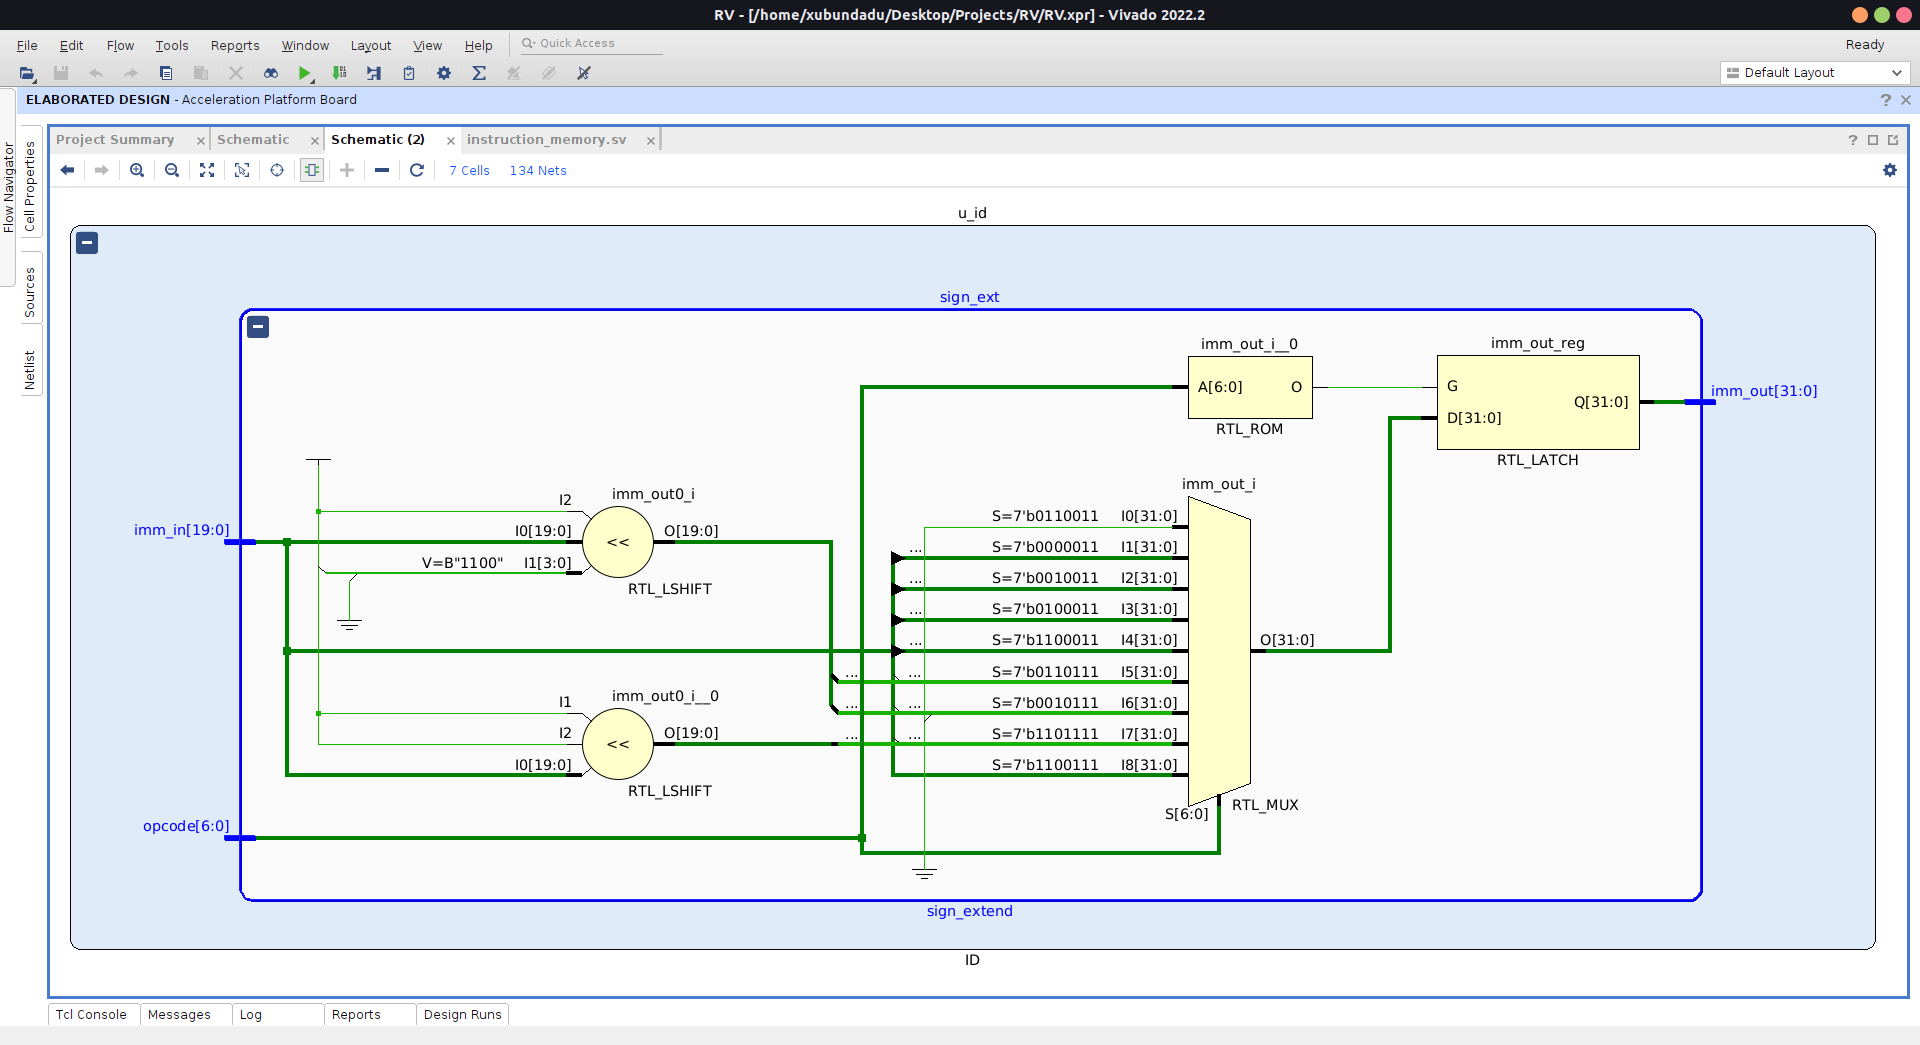 RV - [/home/xubundadu/Desktop/Projects/RV/RV.xpr] - Vivado 2022.2
File Edit Flow Tools Reports Window Layout View Help Quick Access Ready
Default Layout
ELABORATED DESIGN - Acceleration Platform Board
Flow Navigator
Cell Properties
Sources
Netlist
Project Summary Schematic Schematic (2) instruction_memory.sv
7 Cells 134 Nets
u_id
sign_ext
imm_out_i__0
A[6:0] O
RTL_ROM
imm_out_reg
G
D[31:0] Q[31:0]
RTL_LATCH
imm_out[31:0]
imm_in[19:0]
opcode[6:0]
imm_out0_i
I2
I0[19:0] << O[19:0]
V=B"1100" I1[3:0]
RTL_LSHIFT
imm_out0_i__0
I1
I2 << O[19:0]
I0[19:0]
RTL_LSHIFT
imm_out_i
S=7'b0110011 I0[31:0]
... S=7'b0000011 I1[31:0]
... S=7'b0010011 I2[31:0]
... S=7'b0100011 I3[31:0]
... S=7'b1100011 I4[31:0] O[31:0]
... ... S=7'b0110111 I5[31:0]
... ... S=7'b0010111 I6[31:0]
... ... S=7'b1101111 I7[31:0]
S=7'b1100111 I8[31:0]
S[6:0] RTL_MUX
sign_extend
ID
Tcl Console Messages Log Reports Design Runs